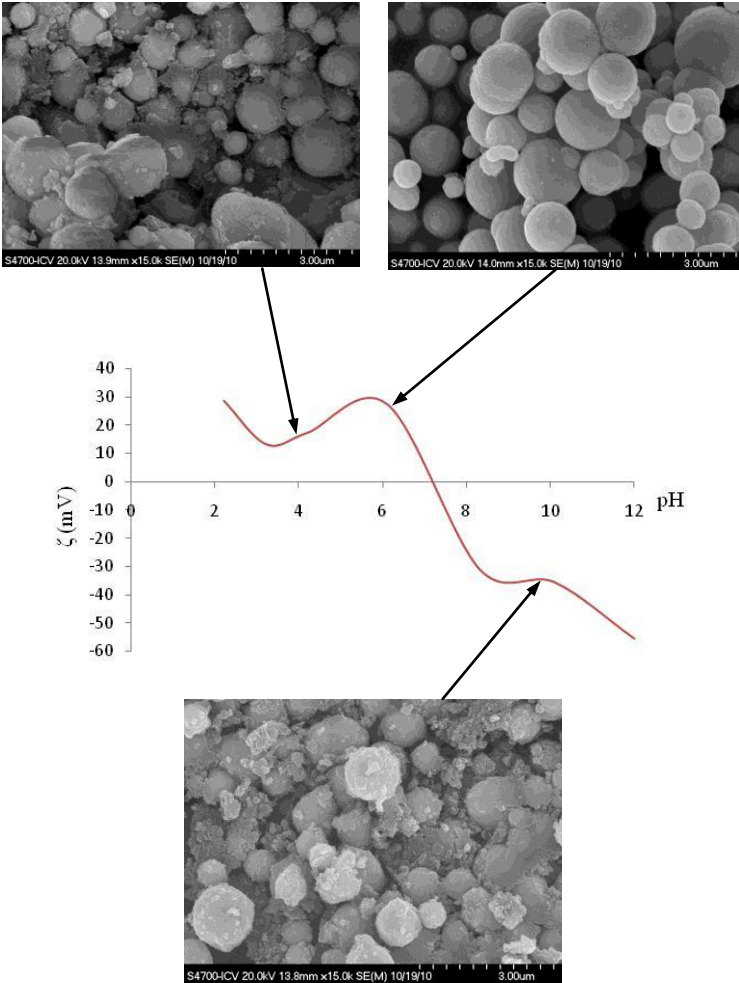 S4700-ICV 20.0kV 13.9mm x15.0k SE(M) 10/19/10 3.00um
S4700-ICV 20.0kV 14.0mm x15.0k SE(M) 10/19/10 3.00um
40
30
20
10
0
-10
-20
-30
-40
-50
-60
ζ (mV)
0 2 4 6 8 10 12
pH
S4700-ICV 20.0kV 13.8mm x15.0k SE(M) 10/19/10 3.00um